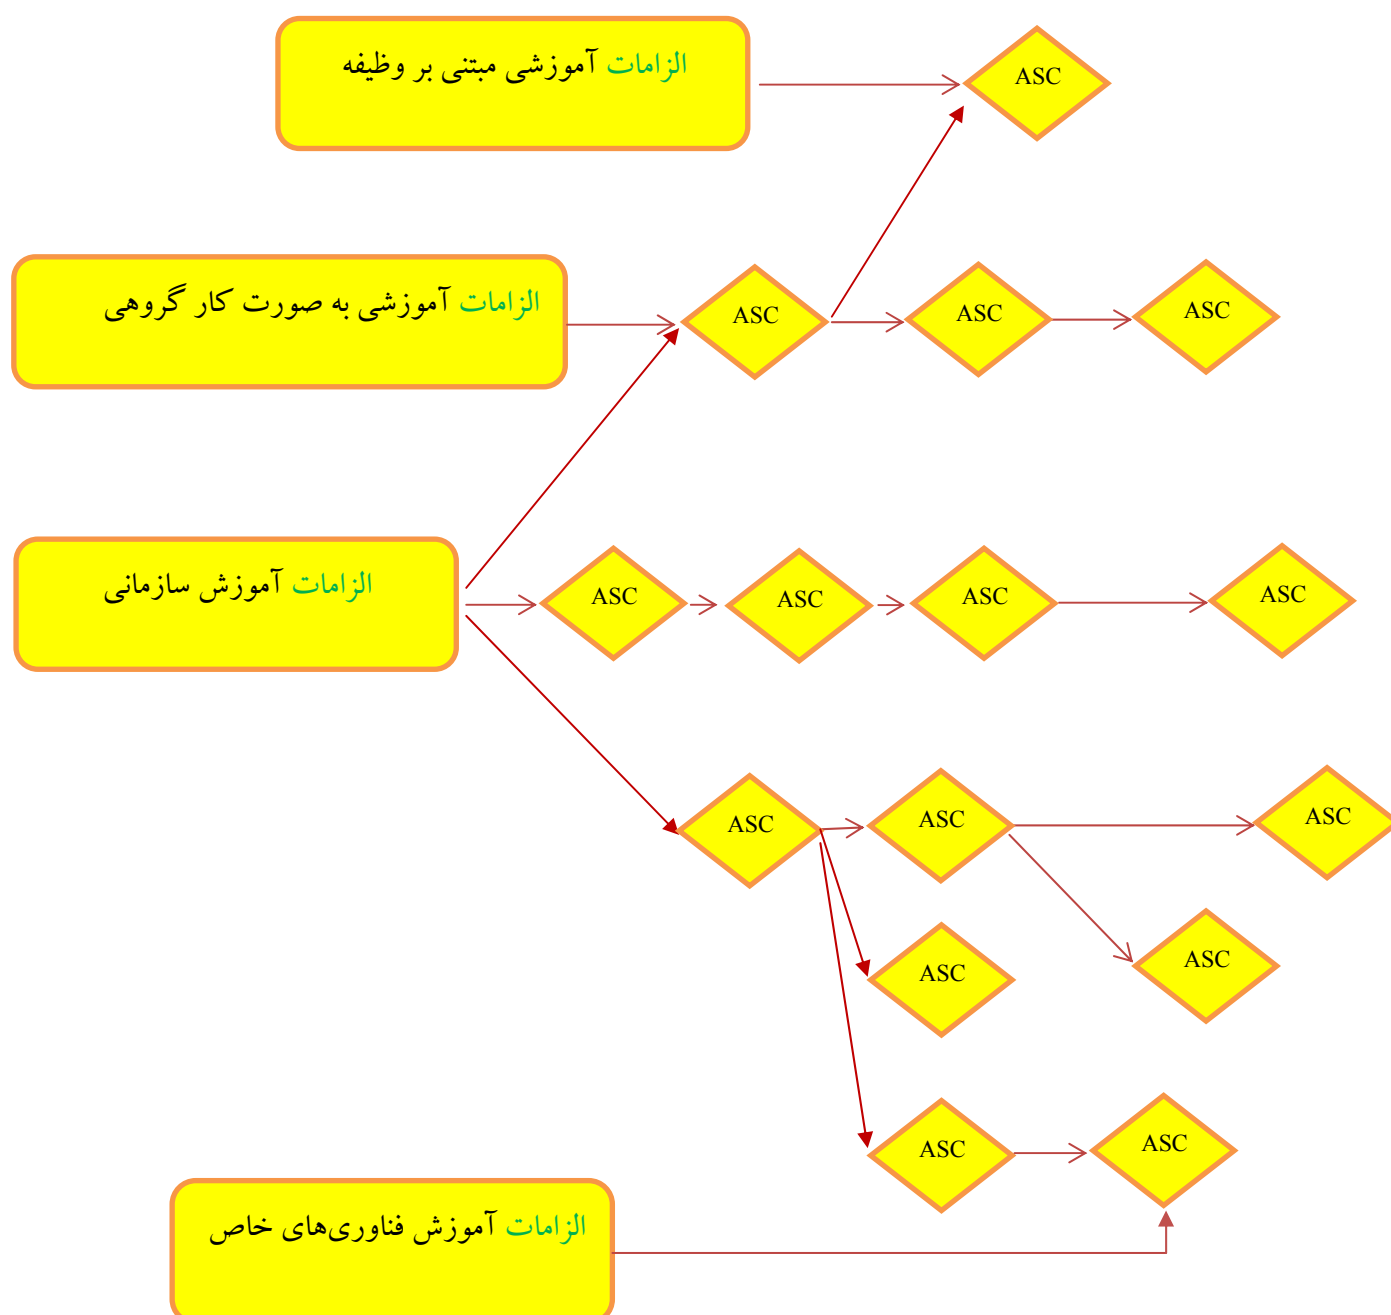 الزامات آموزشی مبتنی بر وظیفه
ASC
الزامات آموزشی به صورت کار گروهی
ASC
ASC
ASC
الزامات آموزش سازمانی
ASC
ASC
ASC
ASC
ASC
ASC
ASC
ASC
ASC
ASC
ASC
الزامات آموزش فناوری‌های خاص